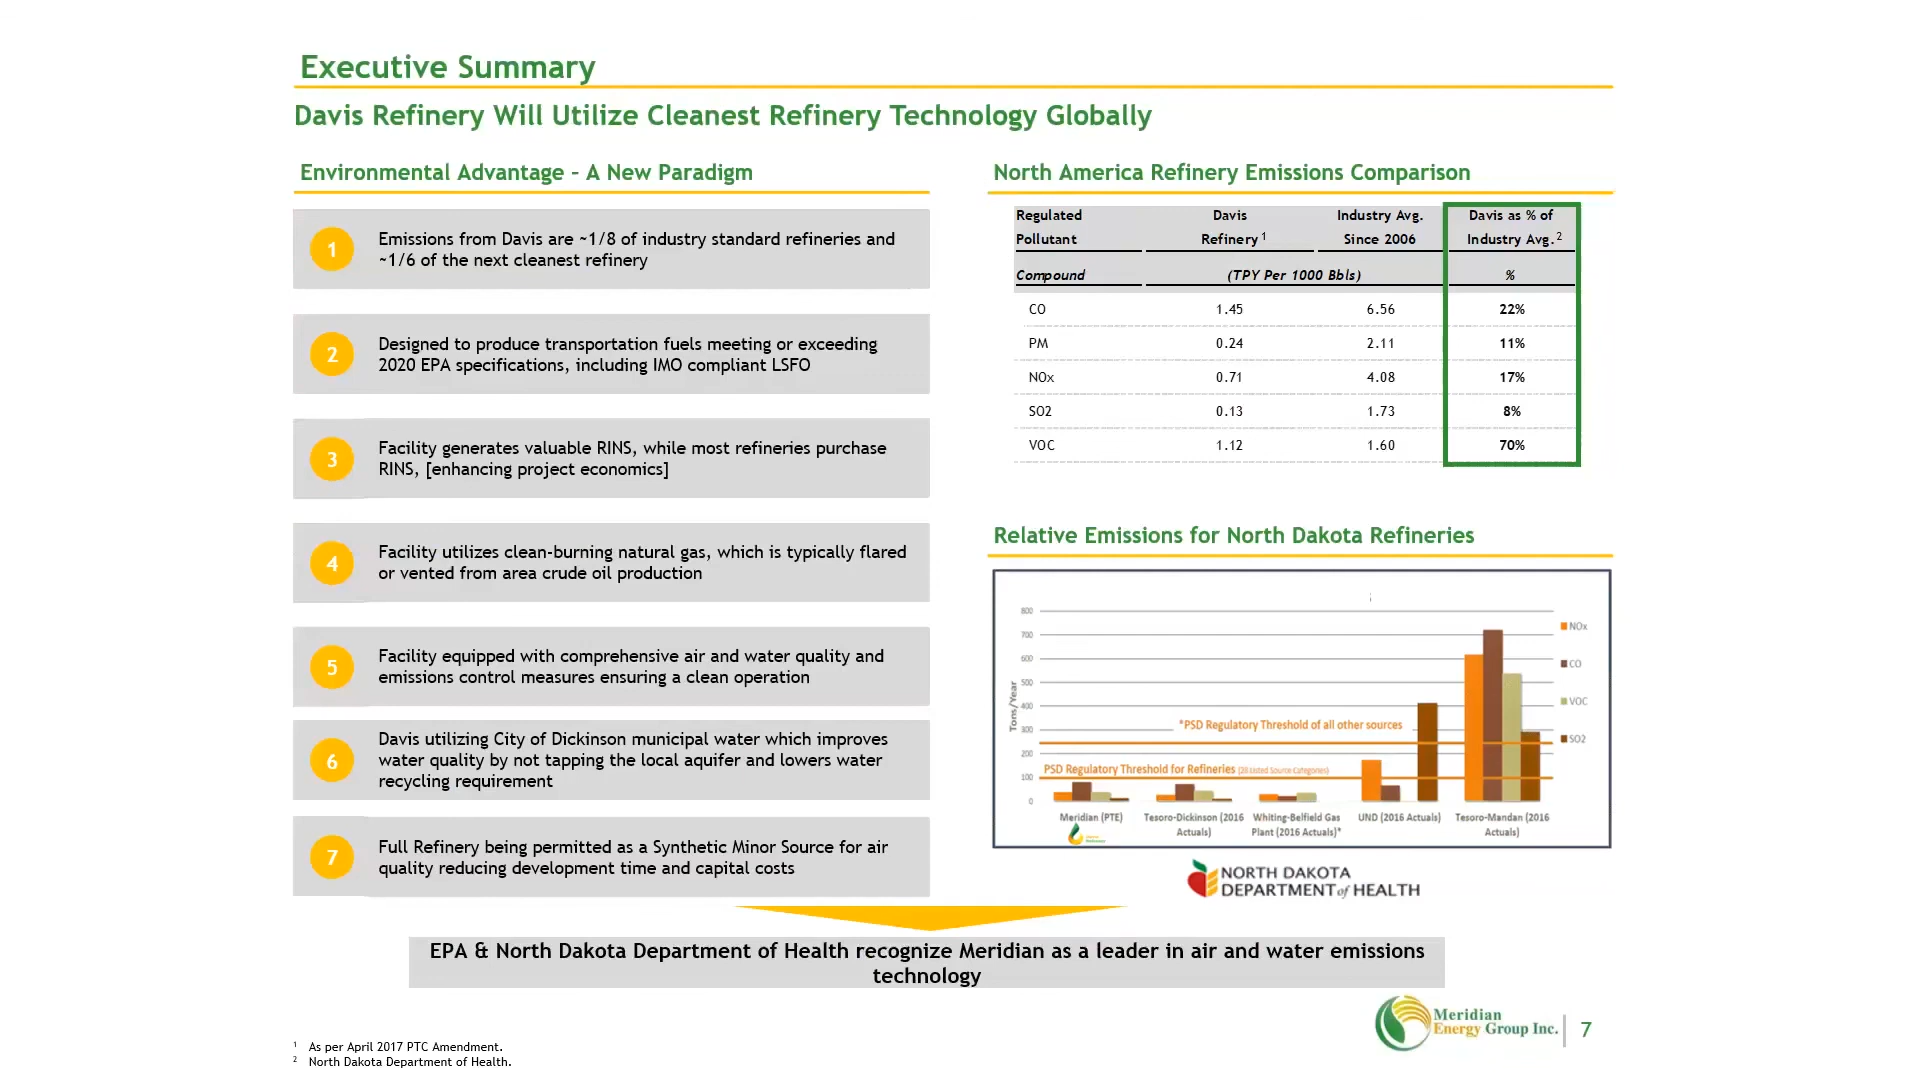 Executive Summary
Davis Refinery Will Utilize Cleanest Refinery Technology Globally
Environmental Advantage – A New Paradigm
1
Emissions from Davis are ~1/8 of industry standard refineries and
~1/6 of the next cleanest refinery
2
Designed to produce transportation fuels meeting or exceeding
2020 EPA specifications, including IMO compliant LSFO
3
Facility generates valuable RINS, while most refineries purchase
RINS, [enhancing project economics]
4
Facility utilizes clean-burning natural gas, which is typically flared
or vented from area crude oil production
5
Facility equipped with comprehensive air and water quality and
emissions control measures ensuring a clean operation
6
Davis utilizing City of Dickinson municipal water which improves
water quality by not tapping the local aquifer and lowers water
recycling requirement
7
Full Refinery being permitted as a Synthetic Minor Source for air
quality reducing development time and capital costs
North America Refinery Emissions Comparison
Regulated Davis Industry Avg. Davis as % of
Pollutant Refinery 1 Since 2006 Industry Avg.2
Compound (TPY Per 1000 Bbls) %
CO 1.45 6.56 22%
PM 0.24 2.11 11%
NOx 0.71 4.08 17%
SO2 0.13 1.73 8%
VOC 1.12 1.60 70%
Relative Emissions for North Dakota Refineries
800
700
600
500
400
300
200
100
0
Tons/Year
*PSD Regulatory Threshold of all other sources
PSD Regulatory Threshold for Refineries (28 Listed Source Categories)
NOx
CO
VOC
SO2
Meridian (PTE) Tesoro-Dickinson (2016 Whiting-Belfield Gas UND (2016 Actuals) Tesoro-Mandan (2016
Actuals) Plant (2016 Actuals)* Actuals)
NORTH DAKOTA
DEPARTMENT of HEALTH
EPA & North Dakota Department of Health recognize Meridian as a leader in air and water emissions
technology
Meridian
Energy Group Inc.
7
1 As per April 2017 PTC Amendment.
2 North Dakota Department of Health.